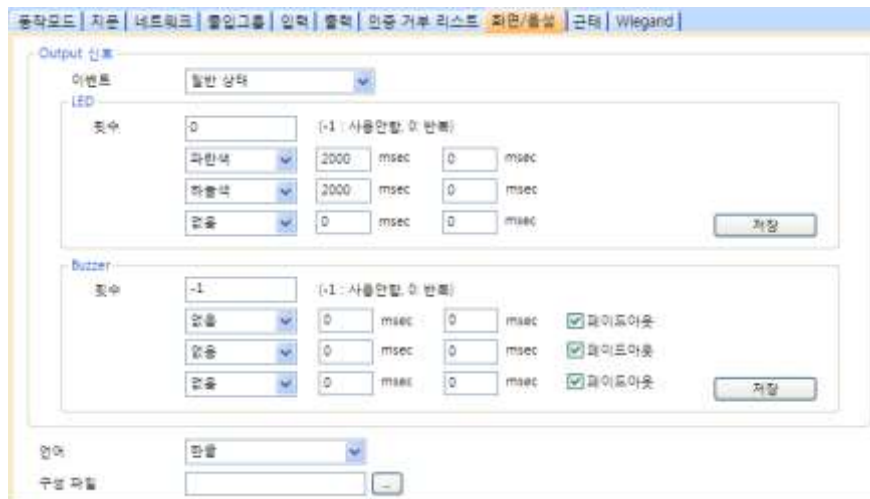 동작모드 | 지문 | 네트워크 | 출입그룹 | 입력 | 출력 | 인증 거부 리스트 화면/음성 | 근태 | Wiegand |
Output 신호
이벤트 일반 상태
LED
횟수 0 (-1 : 사용안함, 0: 반복)
파란색 2000 msec 0 msec
하늘색 2000 msec 0 msec
없음 0 msec 0 msec 저장
Buzzer
횟수 -1 (-1 : 사용안함, 0: 반복)
없음 0 msec 0 msec 페이드아웃
없음 0 msec 0 msec 페이드아웃
없음 0 msec 0 msec 페이드아웃 저장
언어 한글
구성 파일 ...